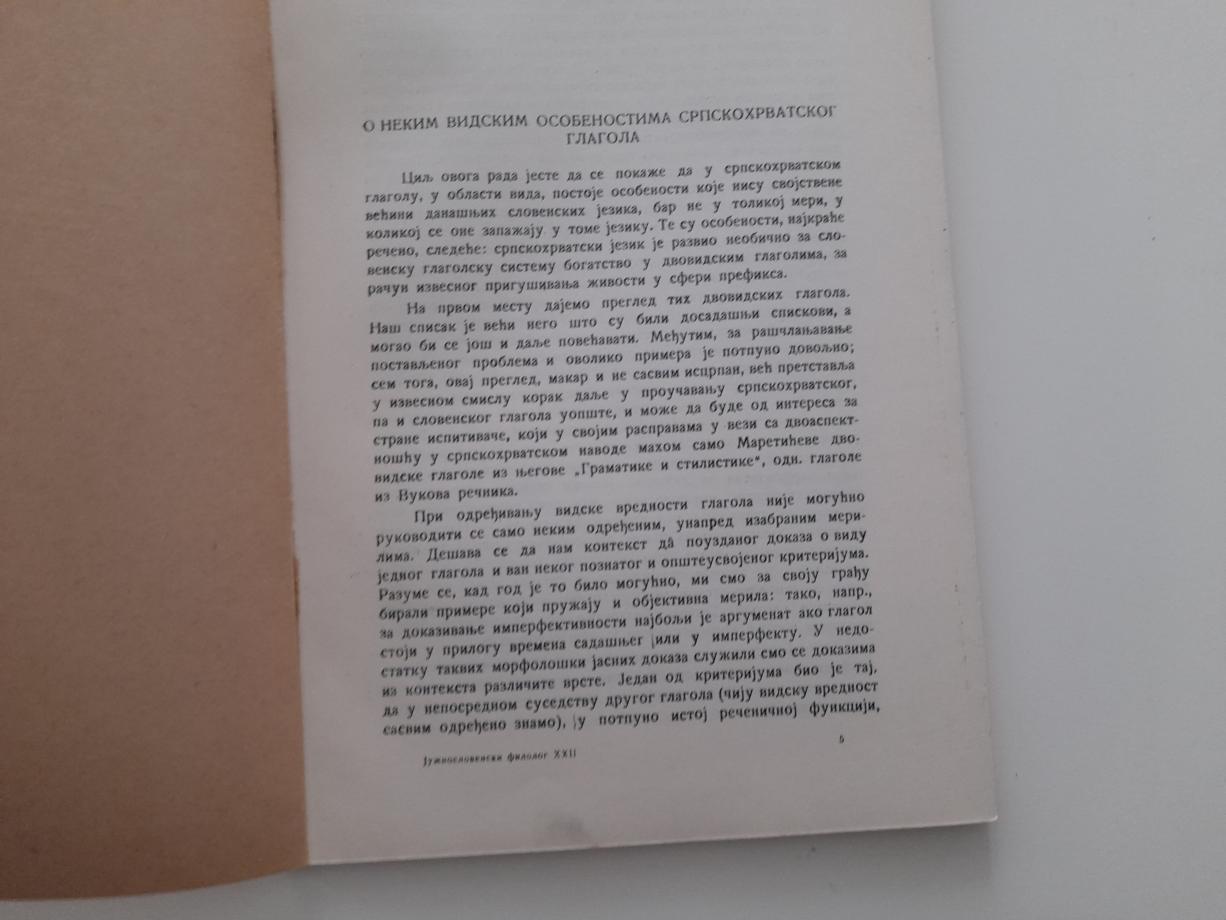 О НЕКИМ ВИДСКИМ ОСОБЕНОСТИМА СРПСКОХРВАТСКОГ
ГЛАГОЛА
Циљ овога рада јесте да се покаже да у српскохрватском
глаголу, у области вида, постоје особености које нису својствене
већини данашњих словенских језика, бар не у толикој мери, у
коликој се оне запажају у томе језику. Те су особености, најкраће
речено, следеће: српскохрватски језик је развио необично за сло-
венску глаголску систему богатство у двовидским глаголима, за
рачун извесног пригушивања живости у сфери префикса.
На првом месту дајемо преглед тих двовидских глагола.
Наш списак је већи него што су били досадашњи спискови, а
могао би се још и даље повећавати. Међутим, за рашчлањавање
постављеног проблема и оволико примера је потпуно довољно;
сем тога, овај преглед, макар и не сасвим исцрпан, већ претставља
у извесном смислу корак даље у проучавању српскохрватског,
па и словенског глагола уопште, и може да буде од интереса за
стране испитиваче, који у својим расправама у вези са двоаспект-
ношћу у српскохрватском наводе махом само Маретићеве дво-
видске глаголе из његове „Граматике и стилистике“, одн. глаголе
из Вукова речника.
При одређивању видске вредности глагола није могућно
руководити се само неким одређеним, унапред изабраним мери-
лима. Дешава се да нам контекст да̂ поузданог доказа о виду
једног глагола и ван неког познатог и општеусвојеног критеријума.
Разуме се, кад год је то било могућно, ми смо за своју грађу
бирали примере који пружају и објективна мерила: тако, напр.,
за доказивање имперфективности најбољи је аргуменат ако глагол
стоји у прилогу времена садашњег или у имперфекту. У недо-
статку таквих морфолошки јасних доказа служили смо се доказима
из контекста различите врсте. Један од критеријума био је тај,
да у непосредном суседству другог глагола (чију видску вредност
сасвим одређено знамо), у потпуно истој реченичној функцији,
Јужнословенски филолог XXII
5